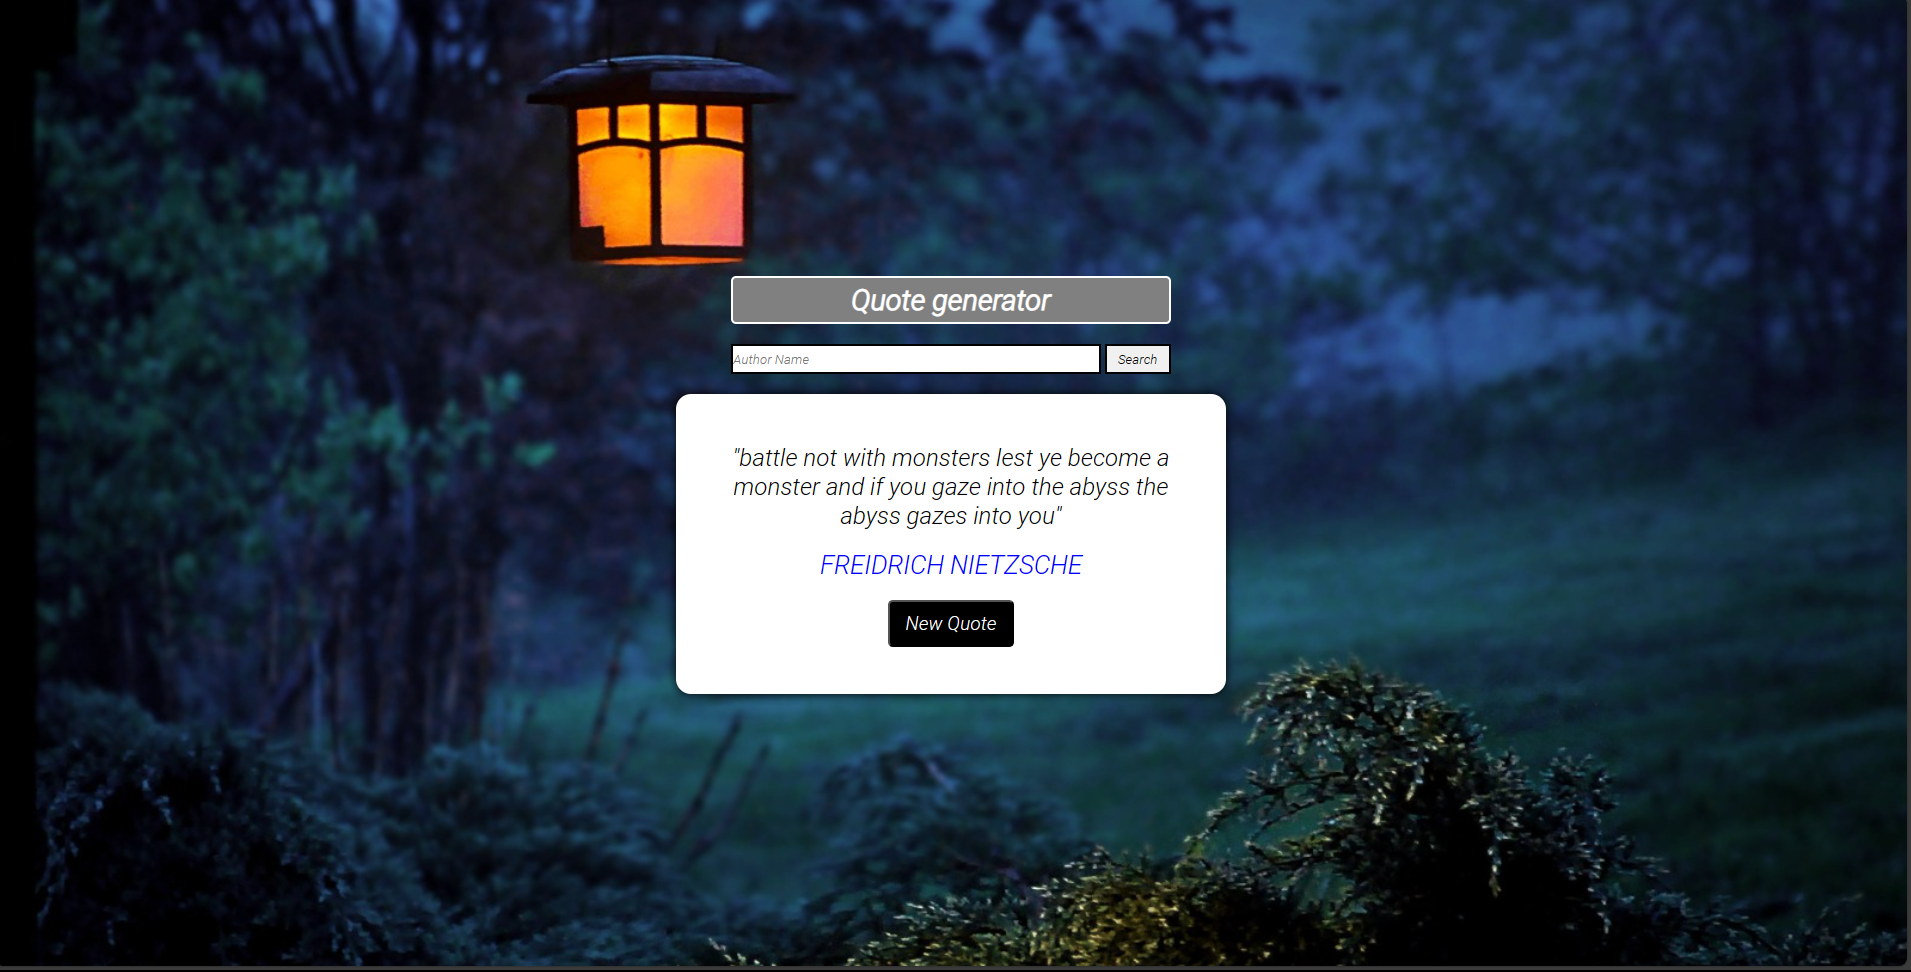 Quote generator
Author Name
Search
"battle not with monsters lest ye become a
monster and if you gaze into the abyss the
abyss gazes into you"
FREIDRICH NIETZSCHE
New Quote